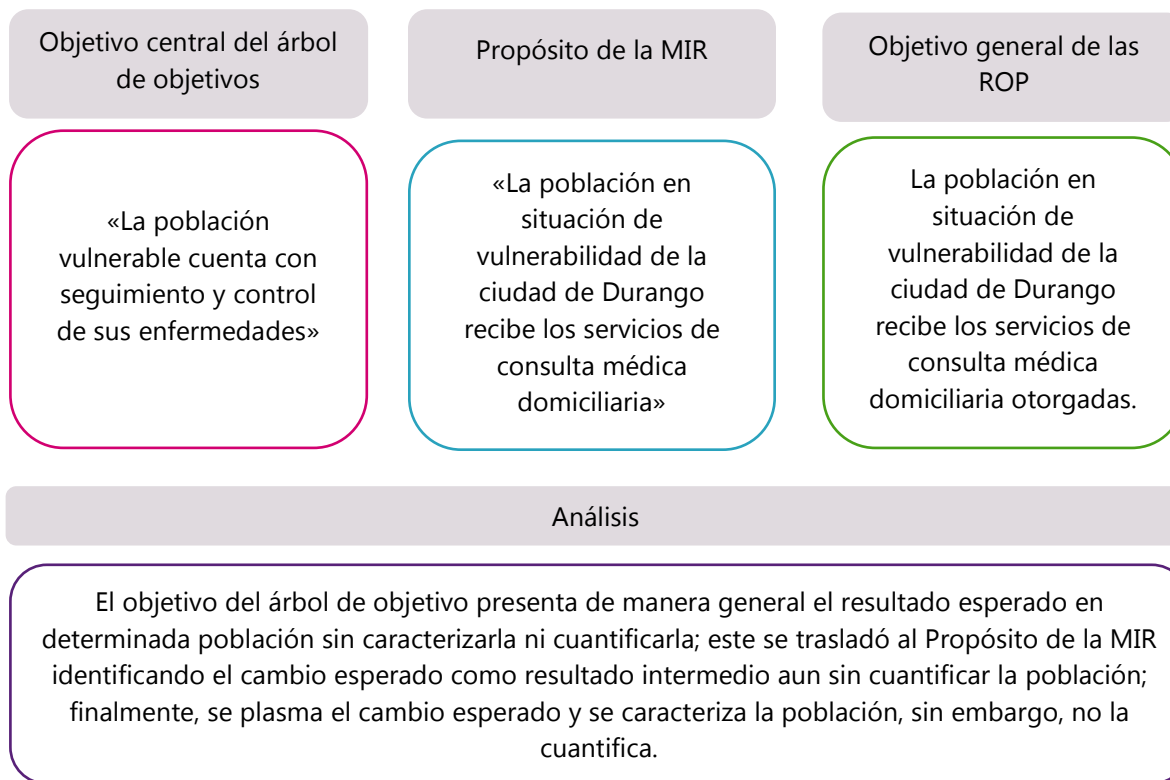 Objetivo central del árbol
de objetivos
«La población
vulnerable cuenta con
seguimiento y control
de sus enfermedades»
Propósito de la MIR
«La población en
situación de
vulnerabilidad de la
ciudad de Durango
recibe los servicios de
consulta médica
domiciliaria»
Objetivo general de las
ROP
La población en
situación de
vulnerabilidad de la
ciudad de Durango
recibe los servicios de
consulta médica
domiciliaria otorgadas.
Análisis
El objetivo del árbol de objetivo presenta de manera general el resultado esperado en
determinada población sin caracterizarla ni cuantificarla; este se trasladó al Propósito de la MIR
identificando el cambio esperado como resultado intermedio aun sin cuantificar la población;
finalmente, se plasma el cambio esperado y se caracteriza la población, sin embargo, no la
cuantifica.